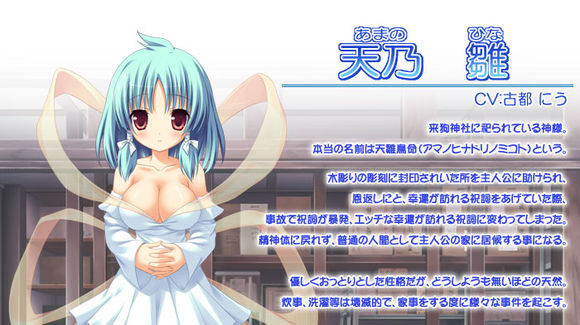 あまの ひな
天乃 雛
CV:古都 にう
来狗神社に祀られている神様。
本当の名前は天雛鳥命(アマノヒナドリノミコト)という。
木彫りの彫刻に封印されていた所を主人公に助けられ、
恩返しにと、幸運が訪れる祝詞をあげていた際、
事故で祝詞が暴発、エッチな幸運が訪れる祝詞に変わってしまった。
精神体に戻れず、普通の人間として主人公の家に居候する事になる。
優しくおっとりとした性格だが、どうしようも無いほどの天然。
炊事、洗濯等は壊滅的で、家事をする度に様々な事件を起こす。